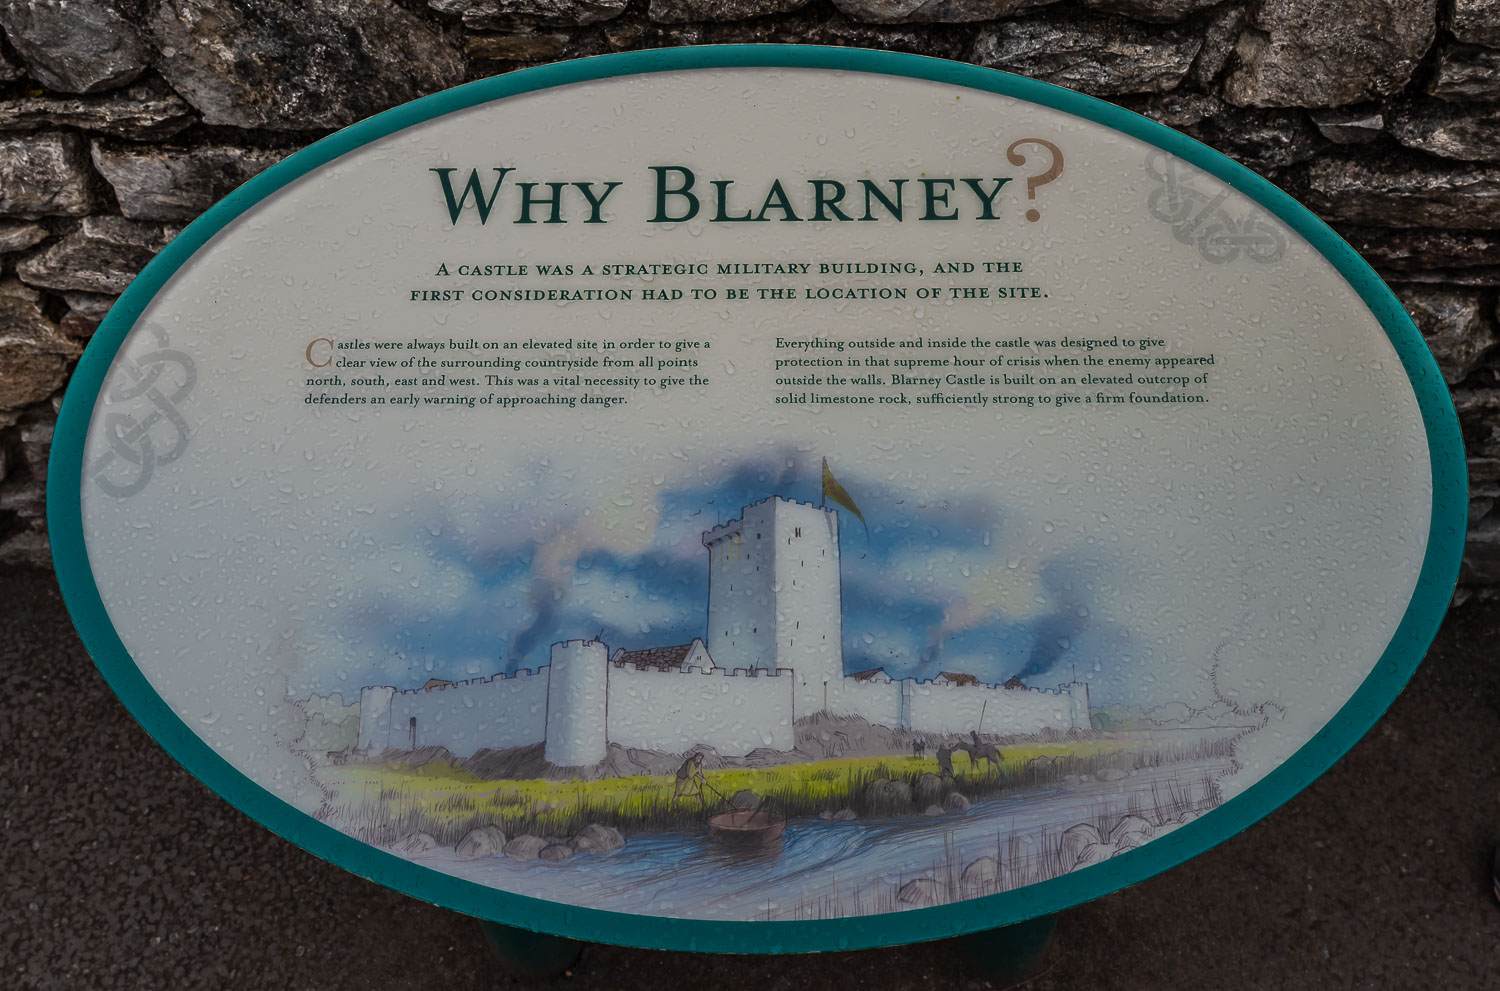 WHY BLARNEY?
A CASTLE WAS A STRATEGIC MILITARY BUILDING, AND THE
FIRST CONSIDERATION HAD TO BE THE LOCATION OF THE SITE.
Castles were always built on an elevated site in order to give a
clear view of the surrounding countryside from all points
north, south, east and west. This was a vital necessity to give the
defenders an early warning of approaching danger.
Everything outside and inside the castle was designed to give
protection in that supreme hour of crisis when the enemy appeared
outside the walls. Blarney Castle is built on an elevated outcrop of
solid limestone rock, sufficiently strong to give a firm foundation.